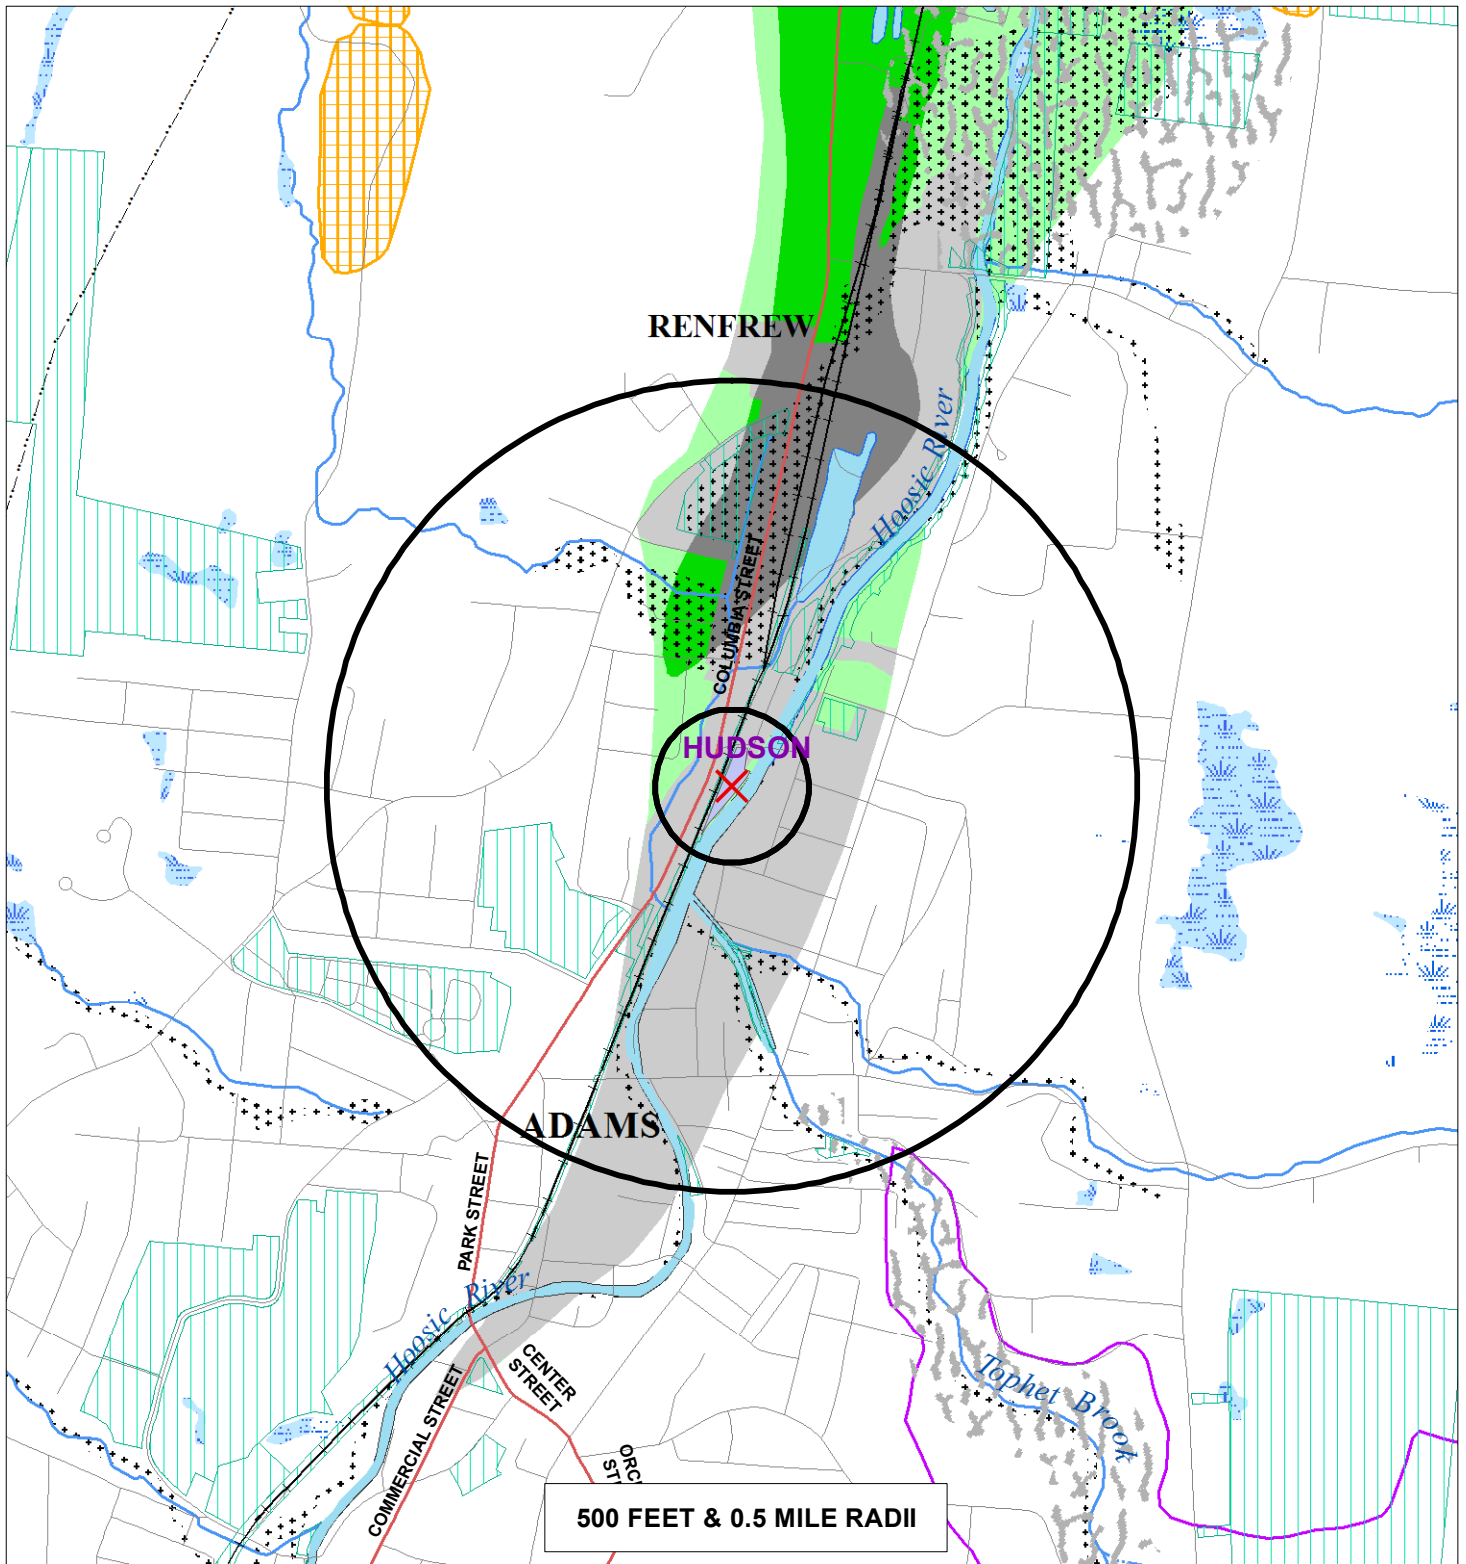 RENFREW
Hoosic River
COLUMBIA STREET
HUDSON
ADAMS
PARK STREET
Hoosic River
CENTER
STREET
COMMERCIAL STREET
Tophet Brook
500 FEET & 0.5 MILE RADII